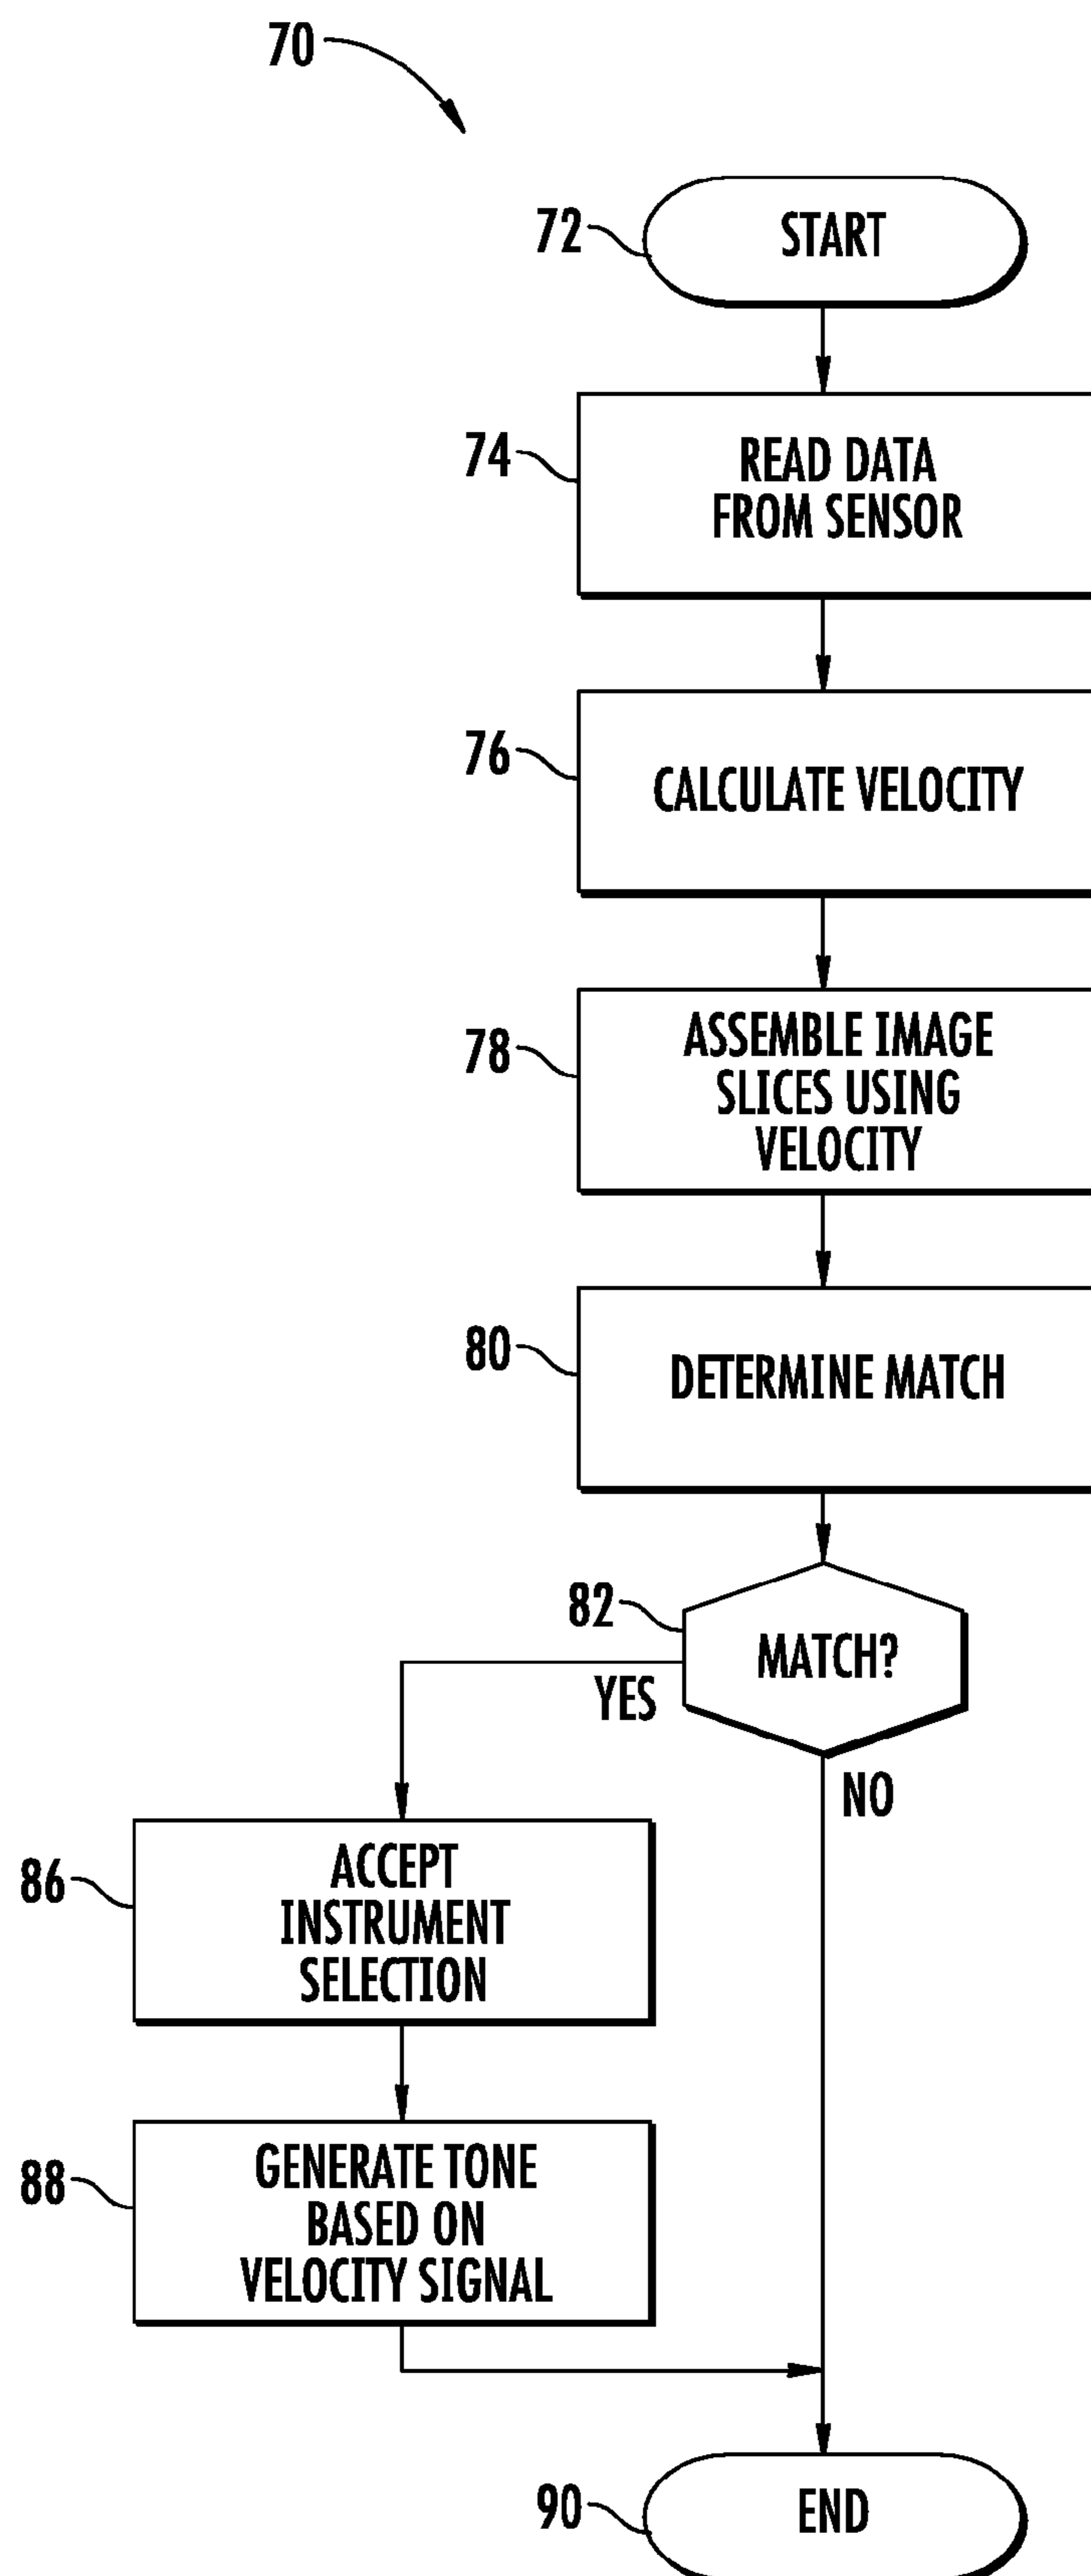 70
72
START
74
READ DATA
FROM SENSOR
76
CALCULATE VELOCITY
78
ASSEMBLE IMAGE
SLICES USING
VELOCITY
80
DETERMINE MATCH
82
MATCH?
YES
NO
86
ACCEPT
INSTRUMENT
SELECTION
88
GENERATE TONE
BASED ON
VELOCITY SIGNAL
90
END